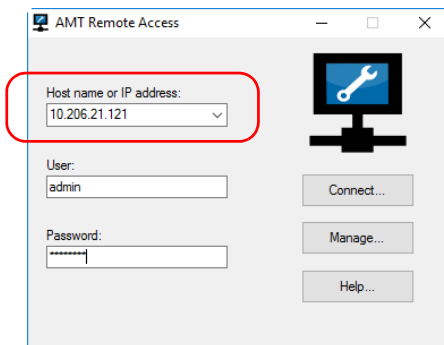 AMT Remote Access
Host name or IP address:
10.206.21.121
User:
admin
Connect...
Password:
********
Manage...
Help...